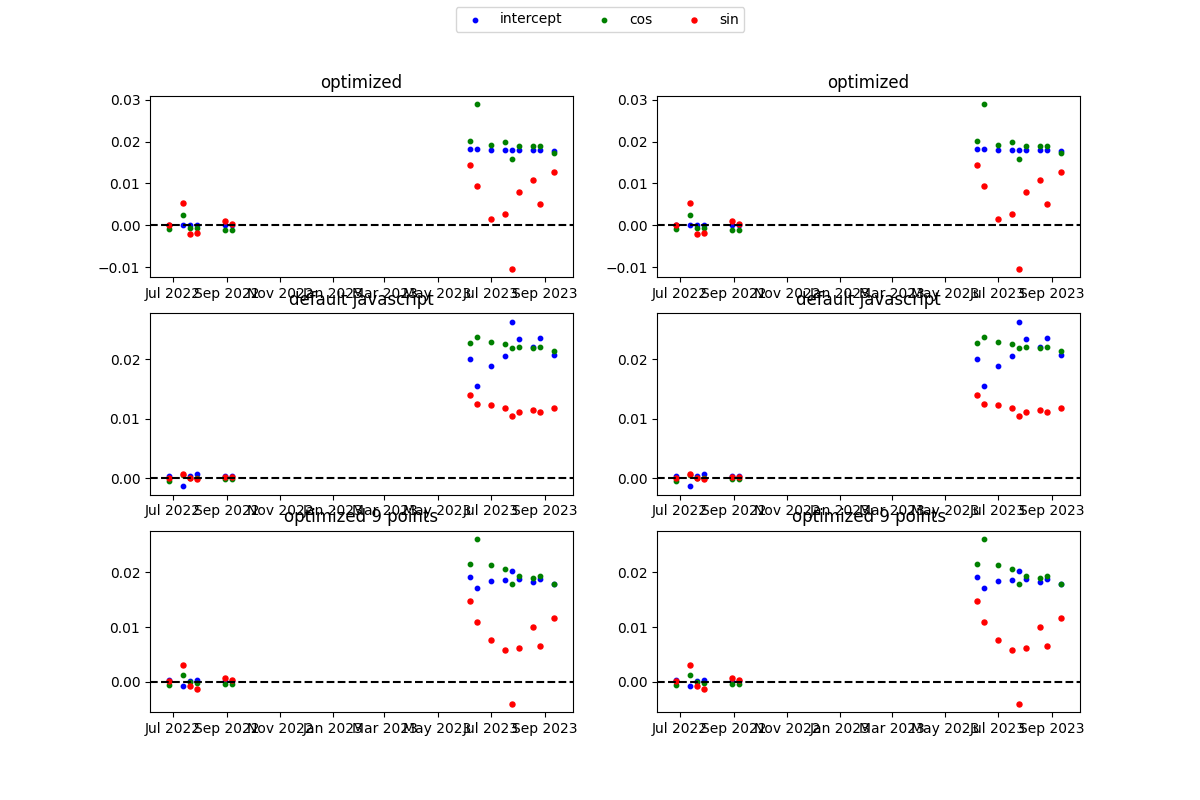 intercept cos sin
optimized optimized
0.03 0.03
0.02 0.02
0.01 0.01
0.00 0.00
−0.01 −0.01
Jul 2022 Sep 2022 Nov 2022 Jan 2023 Mar 2023 May 2023 Jul 2023 Sep 2023 Jul 2022 Sep 2022 Nov 2022 Jan 2023 Mar 2023 May 2023 Jul 2023 Sep 2023
default javascript default javascript
0.02 0.02
0.01 0.01
0.00 0.00
Jul 2022 Sep 2022 Nov 2022 Jan 2023 Mar 2023 May 2023 Jul 2023 Sep 2023 Jul 2022 Sep 2022 Nov 2022 Jan 2023 Mar 2023 May 2023 Jul 2023 Sep 2023
optimized 9 points optimized 9 points
0.02 0.02
0.01 0.01
0.00 0.00
Jul 2022 Sep 2022 Nov 2022 Jan 2023 Mar 2023 May 2023 Jul 2023 Sep 2023 Jul 2022 Sep 2022 Nov 2022 Jan 2023 Mar 2023 May 2023 Jul 2023 Sep 2023